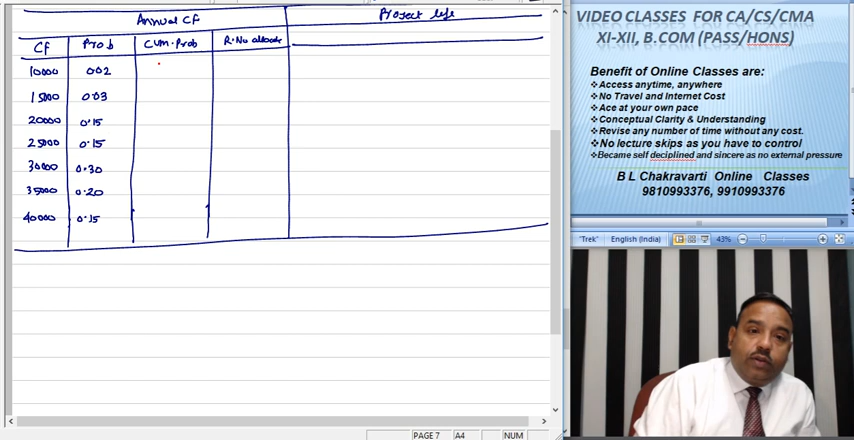 Annual CF
Project life
CF Prob CUM. Prob R. No allocate
10000 0.02
15000 0.03
20000 0.15
25000 0.15
30000 0.30
35000 0.20
40000 0.15
PAGE 7 A4 NUM
VIDEO CLASSES FOR CA/CS/CMA
XI-XII, B.COM (PASS/HONS)
Benefit of Online Classes are:
❖Access anytime, anywhere
❖No Travel and Internet Cost
❖Ace at your own pace
❖Conceptual Clarity & Understanding
❖Revise any number of time without any cost.
❖No lecture skips as you have to control
❖Became self deciplined and sincere as no external pressure
B L Chakravarti Online Classes
9810993376, 9910993376
"Trek" English (India) 43%